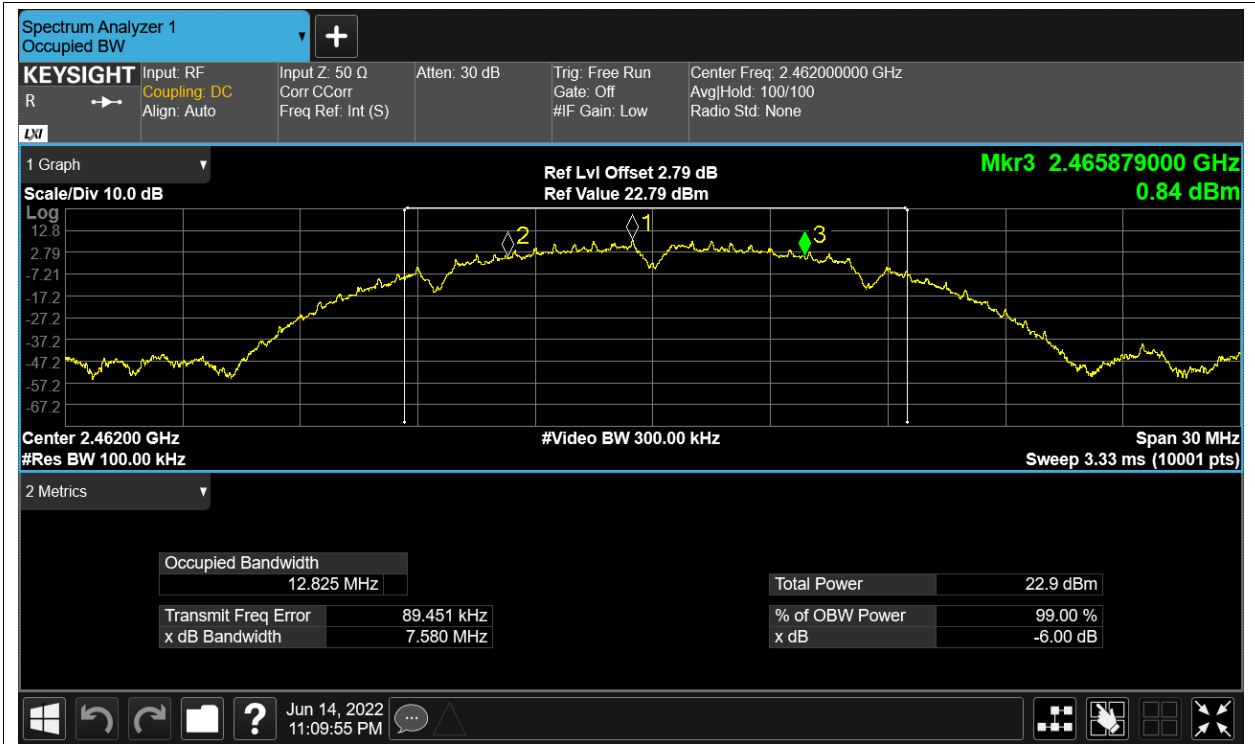 Spectrum Analyzer 1
Occupied BW
+
KEYSIGHT
R
LXI
Input: RF
Coupling: DC
Align: Auto
Input Z: 50 Ω
Corr CCorr
Freq Ref: Int (S)
Atten: 30 dB
Trig: Free Run
Gate: Off
#IF Gain: Low
Center Freq: 2.462000000 GHz
Avg|Hold: 100/100
Radio Std: None
1 Graph
Scale/Div 10.0 dB
Ref Lvl Offset 2.79 dB
Ref Value 22.79 dBm
Mkr3 2.465879000 GHz
0.84 dBm
Log
12.8
2.79
-7.21
-17.2
-27.2
-37.2
-47.2
-57.2
-67.2
2
1
3
Center 2.46200 GHz
#Video BW 300.00 kHz
Span 30 MHz
#Res BW 100.00 kHz
Sweep 3.33 ms (10001 pts)
2 Metrics
Occupied Bandwidth
12.825 MHz
Total Power 22.9 dBm
Transmit Freq Error 89.451 kHz
% of OBW Power 99.00 %
x dB Bandwidth 7.580 MHz
x dB -6.00 dB
?
Jun 14, 2022
11:09:55 PM